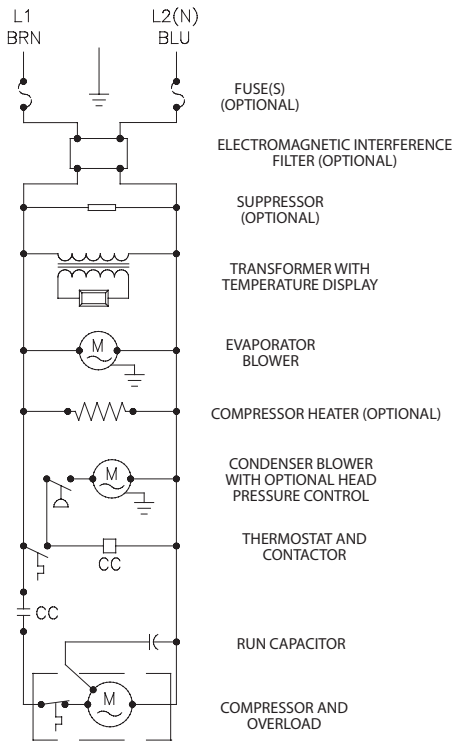 L1
BRN
L2(N)
BLU
FUSE(S)
(OPTIONAL)
ELECTROMAGNETIC INTERFERENCE
FILTER (OPTIONAL)
SUPPRESSOR
(OPTIONAL)
TRANSFORMER WITH
TEMPERATURE DISPLAY
M
EVAPORATOR
BLOWER
COMPRESSOR HEATER (OPTIONAL)
M
CONDENSER BLOWER
WITH OPTIONAL HEAD
PRESSURE CONTROL
CC
THERMOSTAT AND
CONTACTOR
CC
RUN CAPACITOR
M
COMPRESSOR AND
OVERLOAD